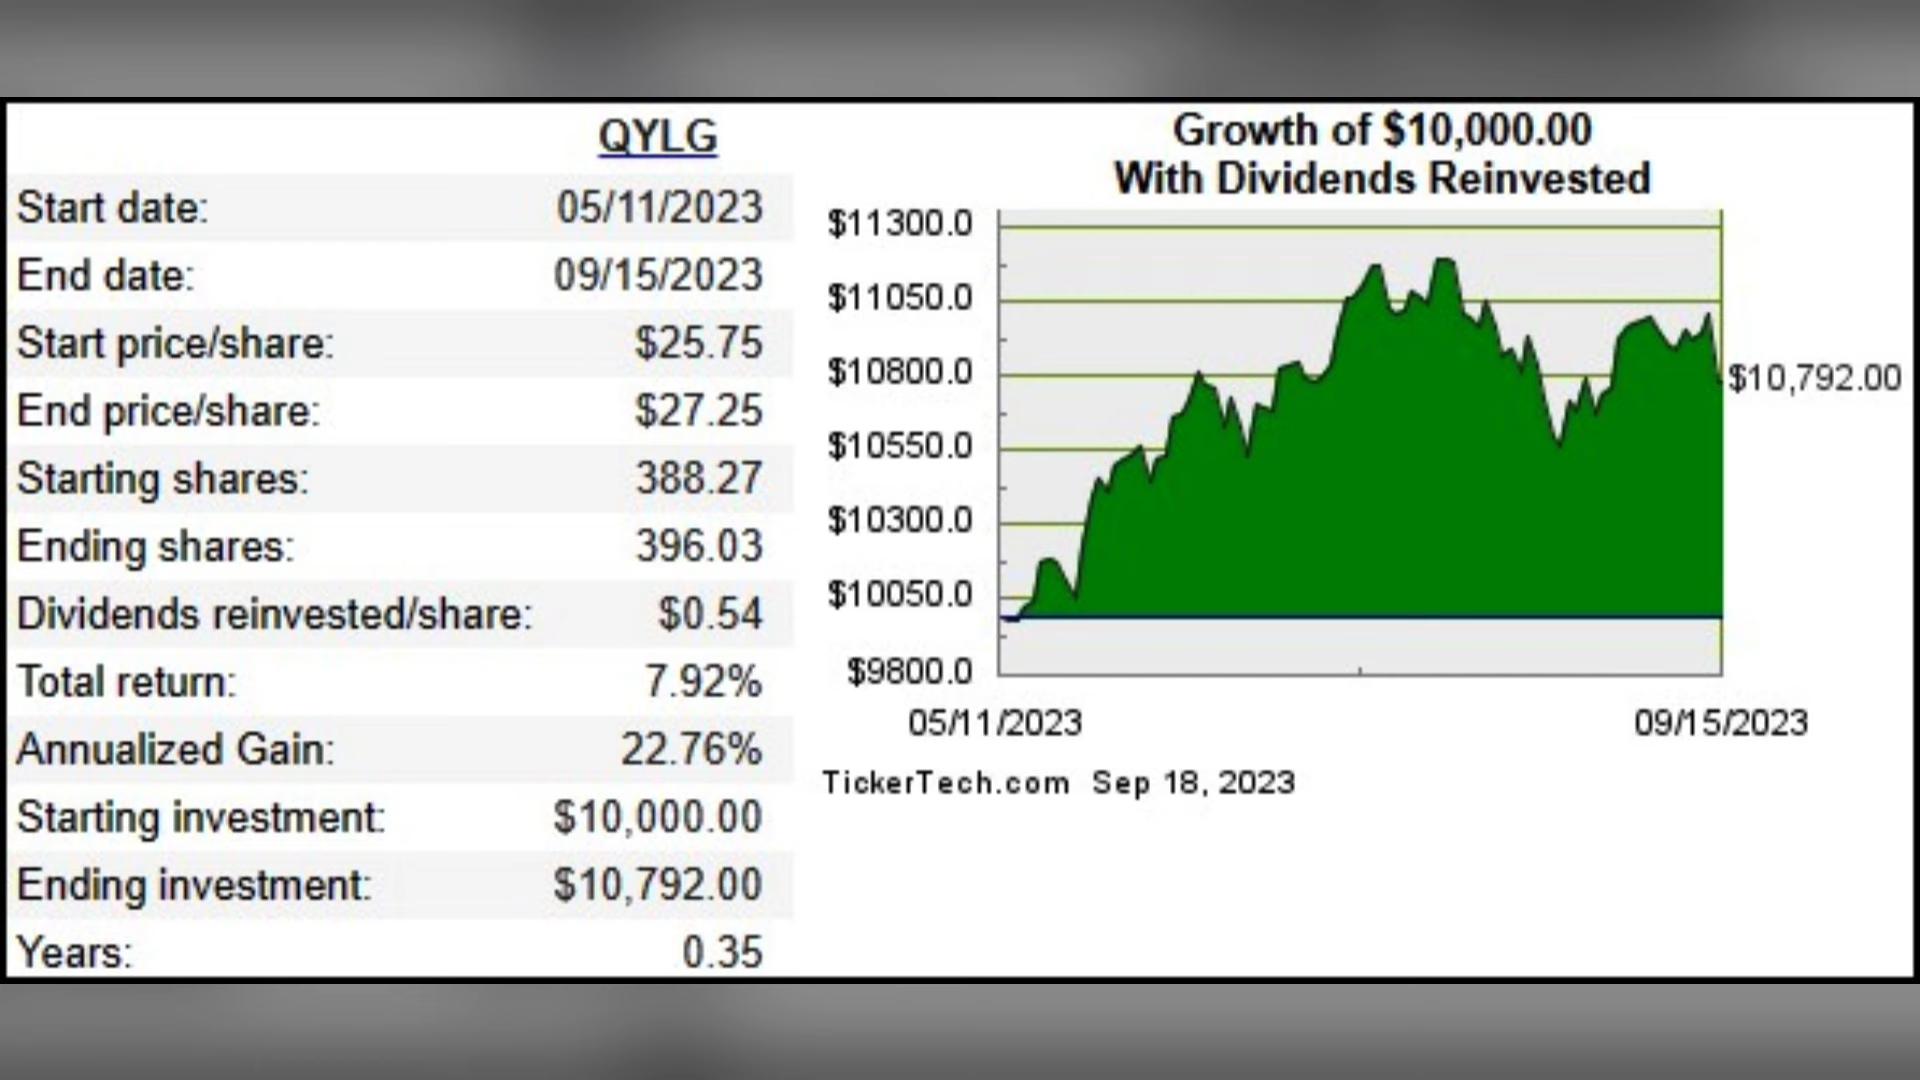 QYLG
Start date: 05/11/2023
End date: 09/15/2023
Start price/share: $25.75
End price/share: $27.25
Starting shares: 388.27
Ending shares: 396.03
Dividends reinvested/share: $0.54
Total return: 7.92%
Annualized Gain: 22.76%
Starting investment: $10,000.00
Ending investment: $10,792.00
Years: 0.35
Growth of $10,000.00
With Dividends Reinvested
$11300.0
$11050.0
$10800.0
$10,792.00
$10550.0
$10300.0
$10050.0
$9800.0
05/11/2023 09/15/2023
TickerTech.com Sep 18, 2023